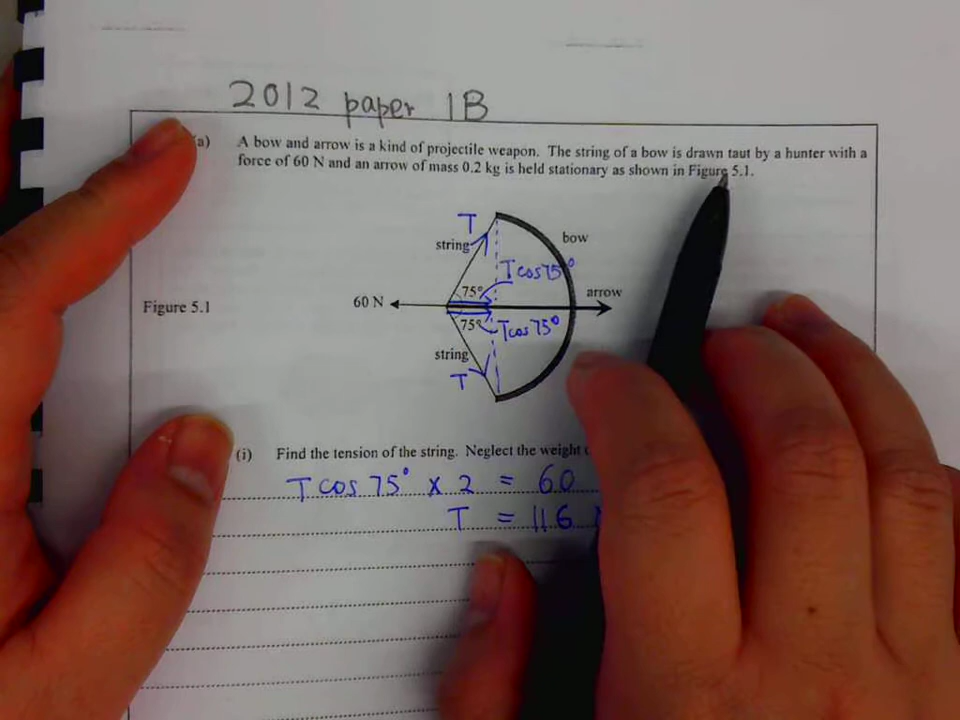 2012 paper 1B
(a) A bow and arrow is a kind of projectile weapon. The string of a bow is drawn taut by a hunter with a
force of 60 N and an arrow of mass 0.2 kg is held stationary as shown in Figure 5.1.
T
string
bow
T cos 75°
75°
60 N
arrow
Figure 5.1
75°
T cos 75°
string
T
(i) Find the tension of the string. Neglect the weight
T cos 75° × 2 = 60
T = 116